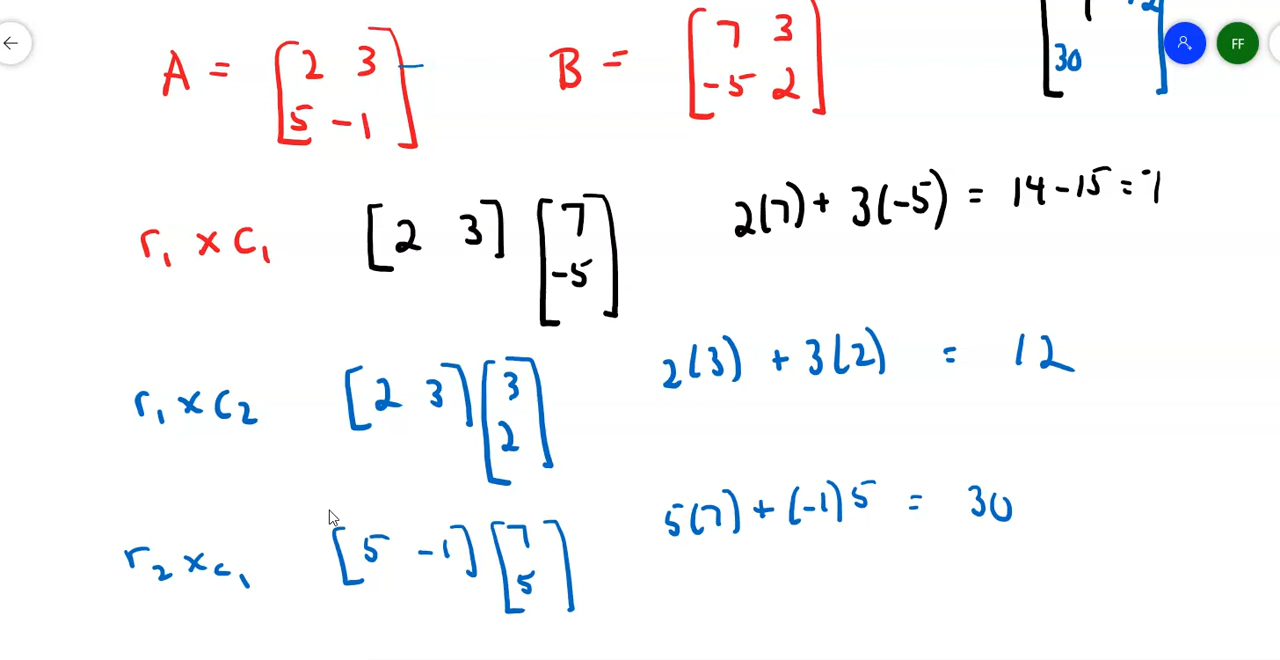 A = [2 3
5 -1]
B = [7 3
-5 2]
30
FF
r₁ x c₁ [2 3] [7
-5] 2(7) + 3(-5) = 14 - 15 = -1
r₁ x c₂ [2 3] [3
2] 2(3) + 3(2) = 12
r₂ x c₁ [5 -1] [7
5] 5(7) + (-1)5 = 30